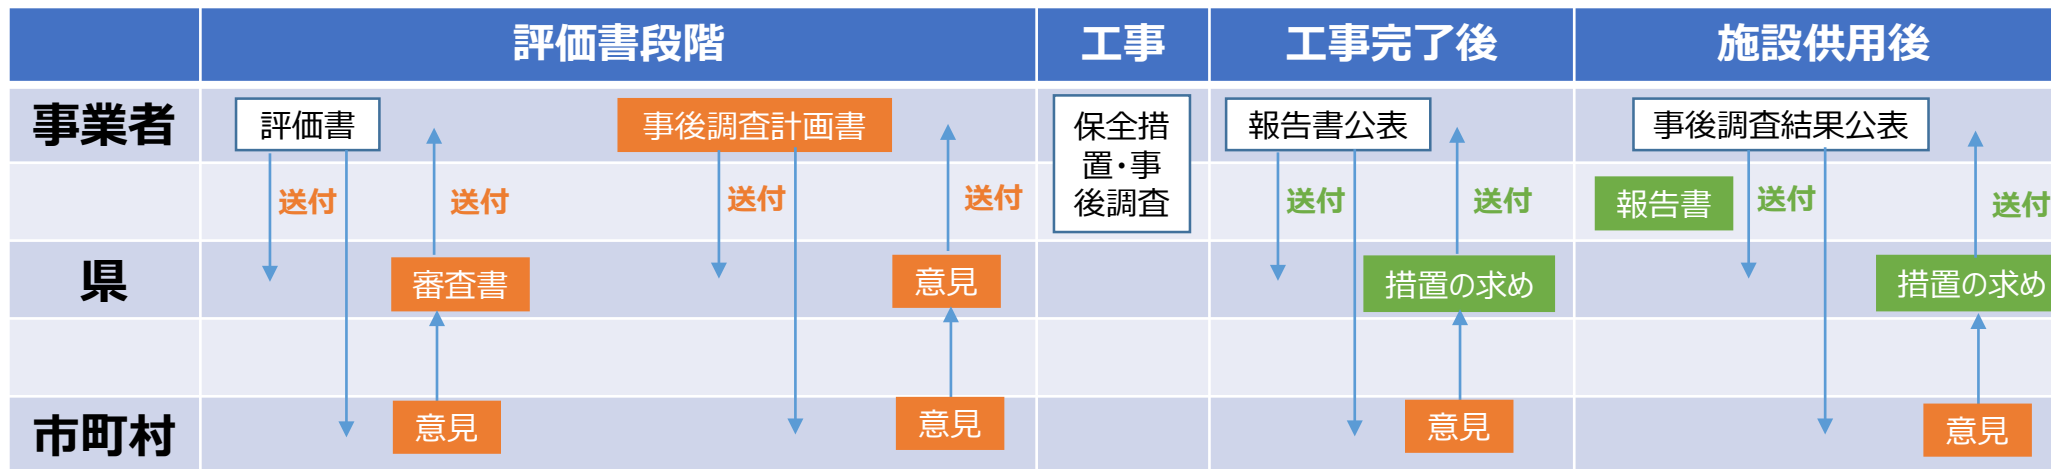 評価書段階
工事
工事完了後
施設供用後
事業者
評価書
事後調査計画書
保全措
置・事
後調査
報告書公表
事後調査結果公表
送付
送付
送付
送付
送付
送付
報告書
送付
送付
県
審査書
意見
措置の求め
措置の求め
市町村
意見
意見
意見
意見